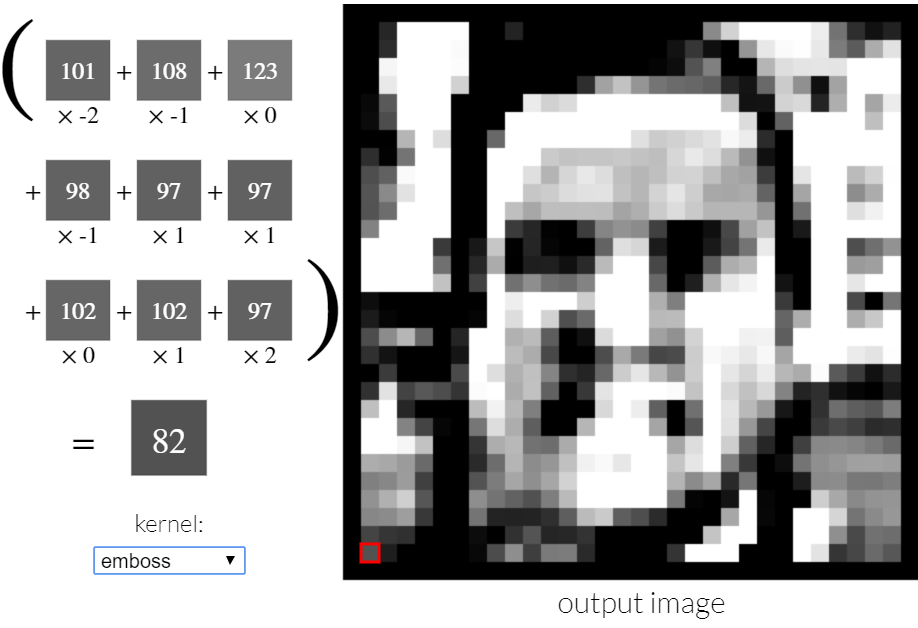 ( 101 + 108 + 123
× -2 × -1 × 0
+ 98 + 97 + 97
× -1 × 1 × 1
+ 102 + 102 + 97 )
× 0 × 1 × 2
= 82
kernel:
emboss ▼
output image